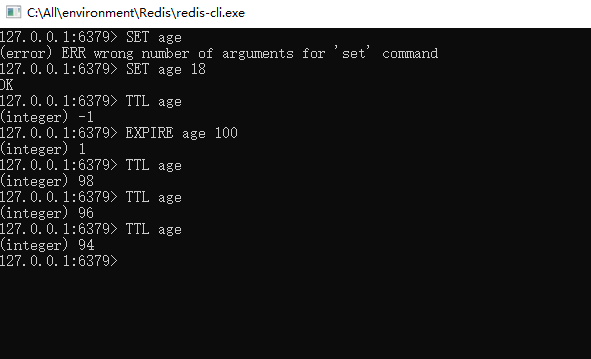 C:\All\environment\Redis\redis-cli.exe
127.0.0.1:6379> SET age
(error) ERR wrong number of arguments for 'set' command
127.0.0.1:6379> SET age 18
OK
127.0.0.1:6379> TTL age
(integer) -1
127.0.0.1:6379> EXPIRE age 100
(integer) 1
127.0.0.1:6379> TTL age
(integer) 98
127.0.0.1:6379> TTL age
(integer) 96
127.0.0.1:6379> TTL age
(integer) 94
127.0.0.1:6379>